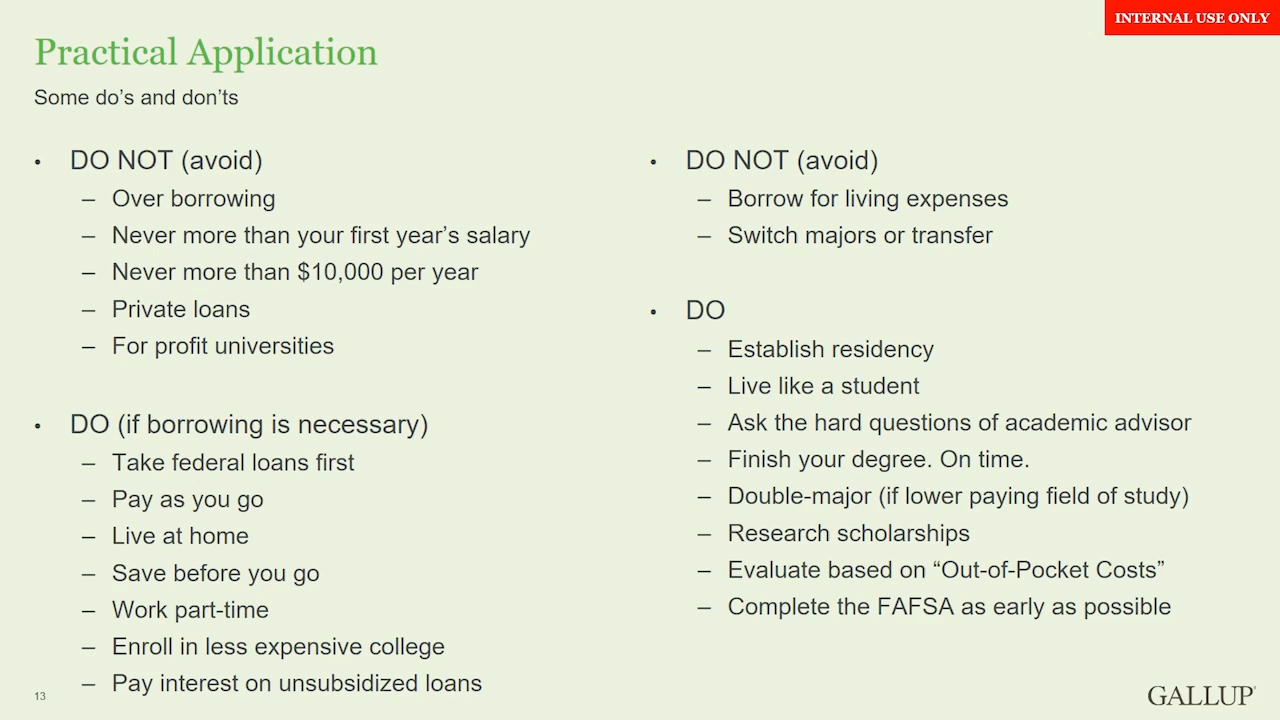 INTERNAL USE ONLY
Practical Application
Some do’s and don’ts
• DO NOT (avoid)
– Over borrowing
– Never more than your first year’s salary
– Never more than $10,000 per year
– Private loans
– For profit universities
• DO (if borrowing is necessary)
– Take federal loans first
– Pay as you go
– Live at home
– Save before you go
– Work part-time
– Enroll in less expensive college
– Pay interest on unsubsidized loans
• DO NOT (avoid)
– Borrow for living expenses
– Switch majors or transfer
• DO
– Establish residency
– Live like a student
– Ask the hard questions of academic advisor
– Finish your degree. On time.
– Double-major (if lower paying field of study)
– Research scholarships
– Evaluate based on “Out-of-Pocket Costs”
– Complete the FAFSA as early as possible
13
GALLUP